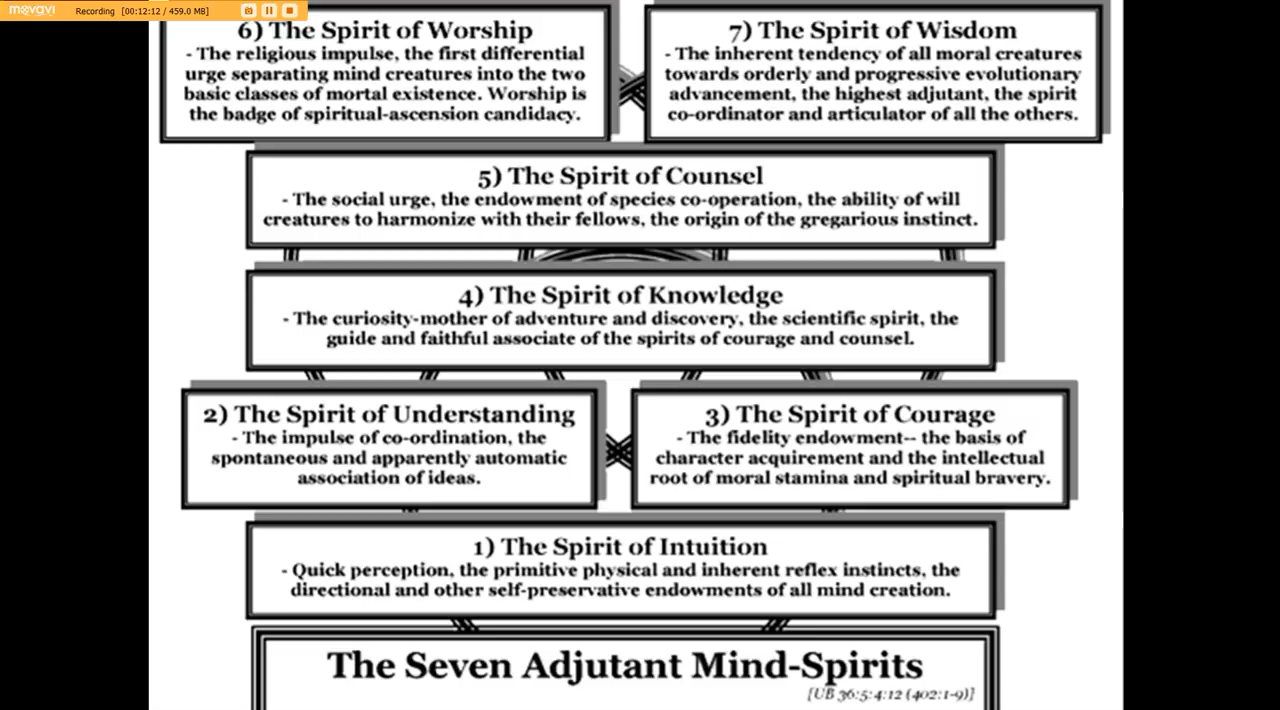 movavi
Recording [00:12:12 / 459.0 MB]
6) The Spirit of Worship
- The religious impulse, the first differential
urge separating mind creatures into the two
basic classes of mortal existence. Worship is
the badge of spiritual-ascension candidacy.
7) The Spirit of Wisdom
- The inherent tendency of all moral creatures
towards orderly and progressive evolutionary
advancement, the highest adjutant, the spirit
co-ordinator and articulator of all the others.
5) The Spirit of Counsel
- The social urge, the endowment of species co-operation, the ability of will
creatures to harmonize with their fellows, the origin of the gregarious instinct.
4) The Spirit of Knowledge
- The curiosity-mother of adventure and discovery, the scientific spirit, the
guide and faithful associate of the spirits of courage and counsel.
2) The Spirit of Understanding
- The impulse of co-ordination, the
spontaneous and apparently automatic
association of ideas.
3) The Spirit of Courage
- The fidelity endowment-- the basis of
character acquirement and the intellectual
root of moral stamina and spiritual bravery.
1) The Spirit of Intuition
- Quick perception, the primitive physical and inherent reflex instincts, the
directional and other self-preservative endowments of all mind creation.
The Seven Adjutant Mind-Spirits
[UB 36:5:4:12 (402:1-9)]